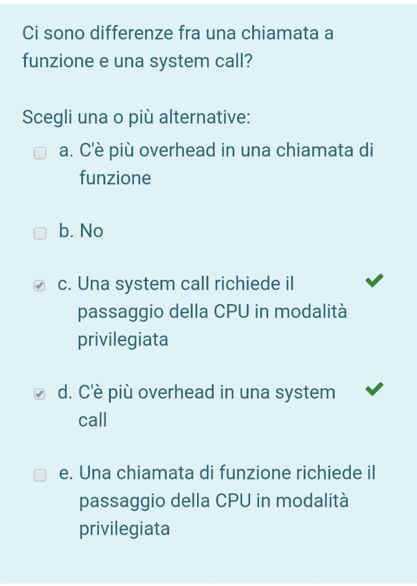 Ci sono differenze fra una chiamata a
funzione e una system call?
Scegli una o più alternative:
a. C'è più overhead in una chiamata di
funzione
b. No
c. Una system call richiede il
passaggio della CPU in modalità
privilegiata
d. C'è più overhead in una system
call
e. Una chiamata di funzione richiede il
passaggio della CPU in modalità
privilegiata